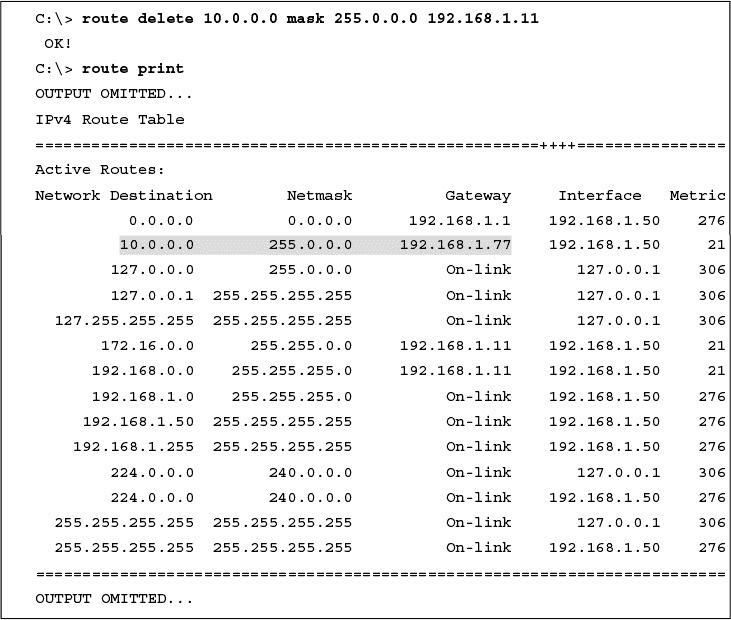 C:\> route delete 10.0.0.0 mask 255.0.0.0 192.168.1.11
OK!
C:\> route print
OUTPUT OMITTED...
IPv4 Route Table
======================================================++++================
Active Routes:
Network Destination Netmask Gateway Interface Metric
0.0.0.0 0.0.0.0 192.168.1.1 192.168.1.50 276
10.0.0.0 255.0.0.0 192.168.1.77 192.168.1.50 21
127.0.0.0 255.0.0.0 On-link 127.0.0.1 306
127.0.0.1 255.255.255.255 On-link 127.0.0.1 306
127.255.255.255 255.255.255.255 On-link 127.0.0.1 306
172.16.0.0 255.255.0.0 192.168.1.11 192.168.1.50 21
192.168.0.0 255.255.255.0 192.168.1.11 192.168.1.50 21
192.168.1.0 255.255.255.0 On-link 192.168.1.50 276
192.168.1.50 255.255.255.255 On-link 192.168.1.50 276
192.168.1.255 255.255.255.255 On-link 192.168.1.50 276
224.0.0.0 240.0.0.0 On-link 127.0.0.1 306
224.0.0.0 240.0.0.0 On-link 192.168.1.50 276
255.255.255.255 255.255.255.255 On-link 127.0.0.1 306
255.255.255.255 255.255.255.255 On-link 192.168.1.50 276
==========================================================================
OUTPUT OMITTED...